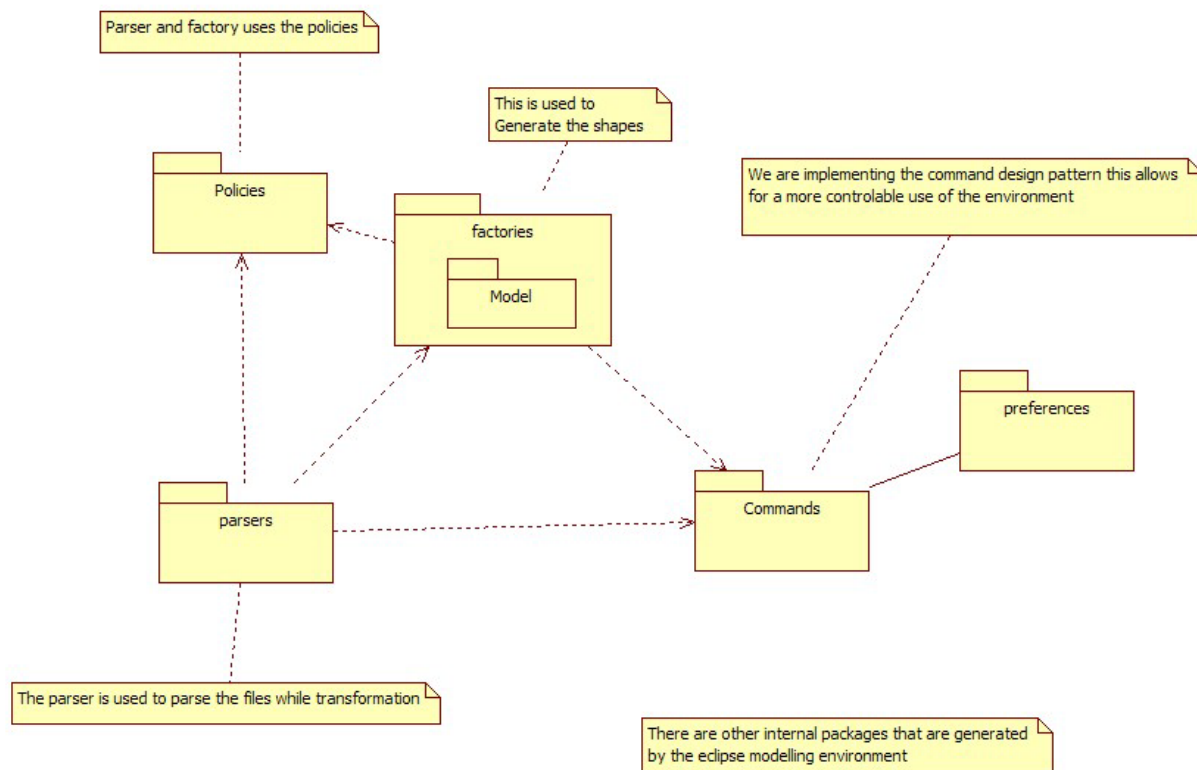 Parser and factory uses the policies
This is used to
Generate the shapes
We are implementing the command design pattern this allows
for a more controlable use of the environment
Policies
factories
Model
preferences
parsers
Commands
The parser is used to parse the files while transformation
There are other internal packages that are generated
by the eclipse modelling environment